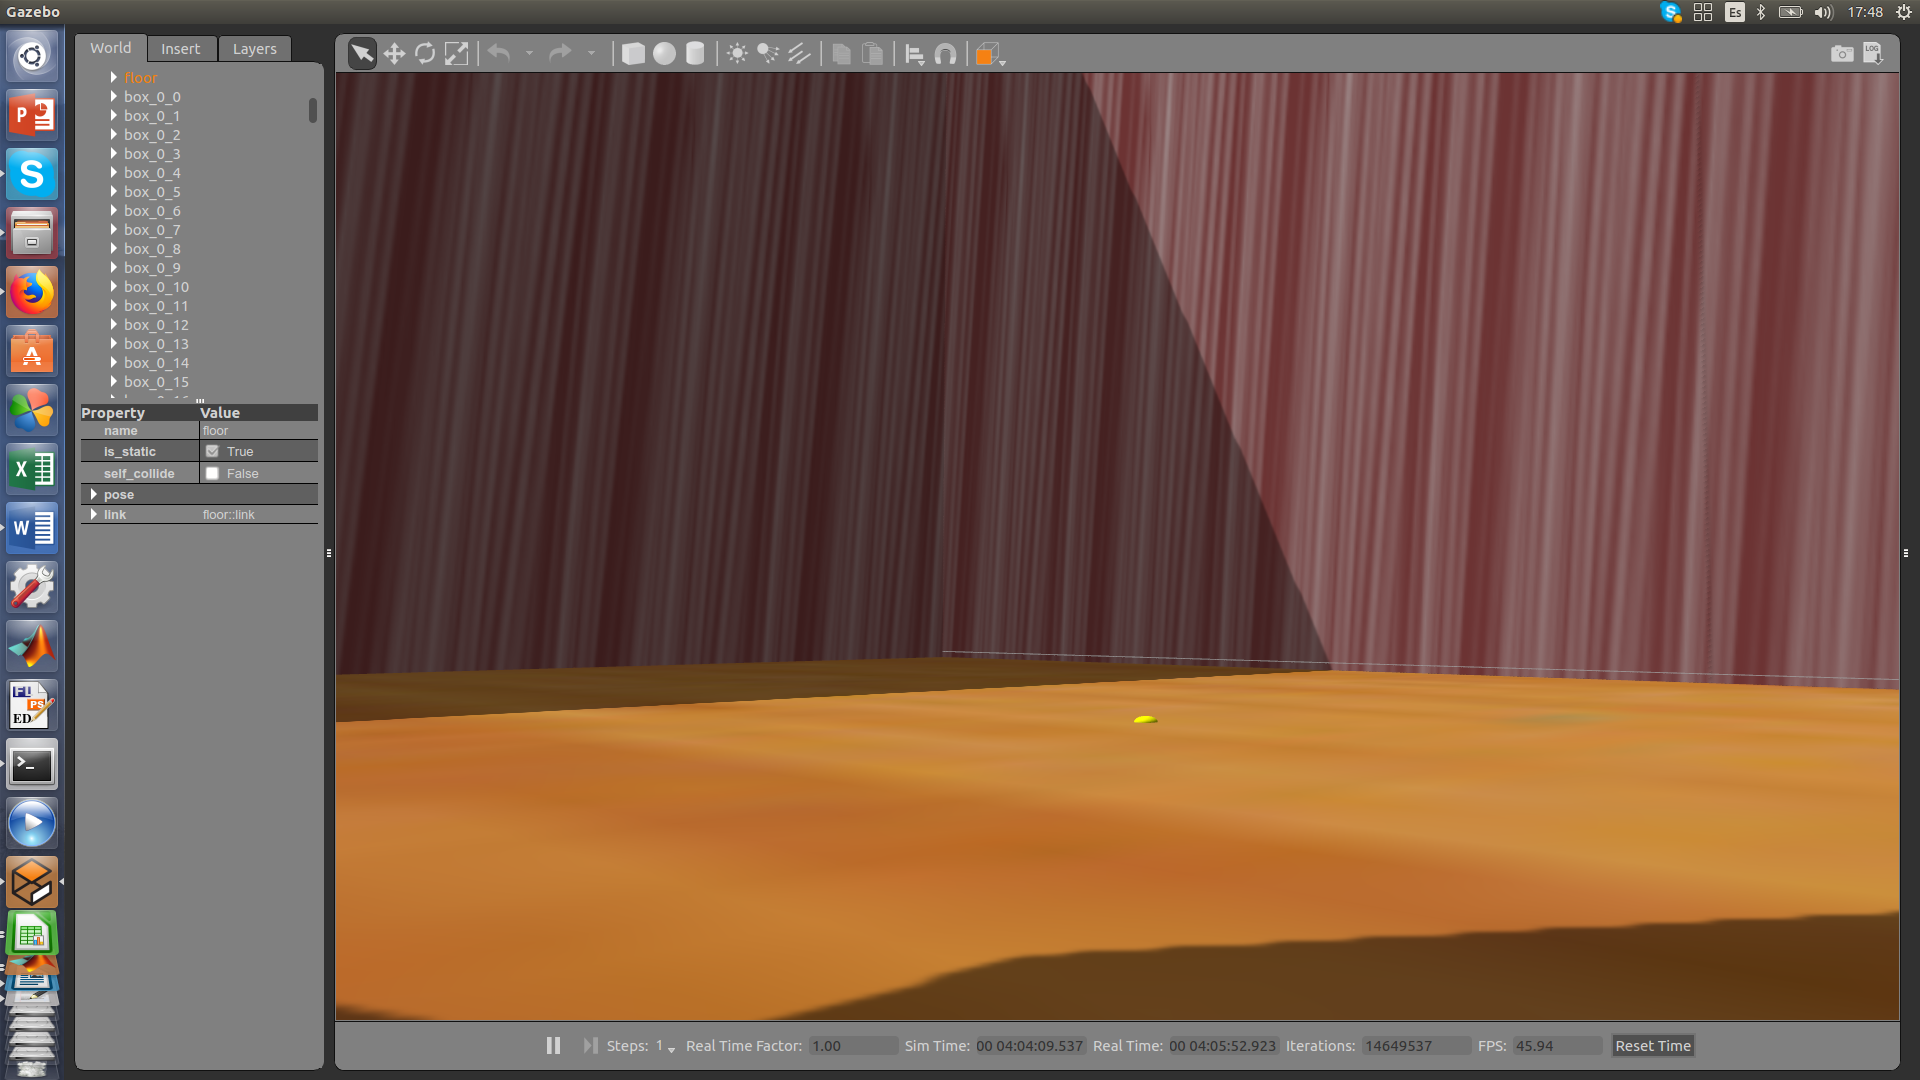 Gazebo
Es
17:48
World
Insert
Layers
LOG
floor
box_0_0
box_0_1
box_0_2
box_0_3
box_0_4
box_0_5
box_0_6
box_0_7
box_0_8
box_0_9
box_0_10
box_0_11
box_0_12
box_0_13
box_0_14
box_0_15
Property Value
name floor
is_static True
self_collide False
pose
link floor::link
Steps: 1 Real Time Factor: 1.00 Sim Time: 00 04:04:09.537 Real Time: 00 04:05:52.923 Iterations: 14649537 FPS: 45.94 Reset Time